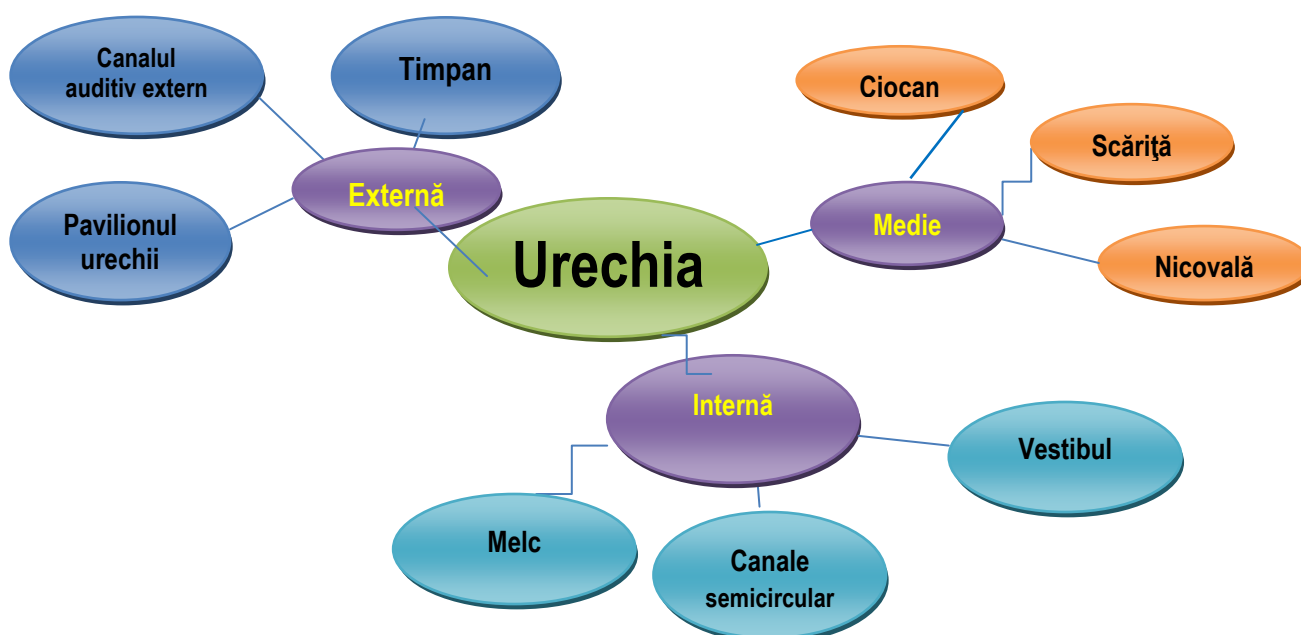 Canalul
auditiv extern
Timpan
Ciocan
Scăriţă
Externă
Pavilionul
urechii
Medie
Urechia
Nicovală
Internă
Vestibul
Melc
Canale
semicircular